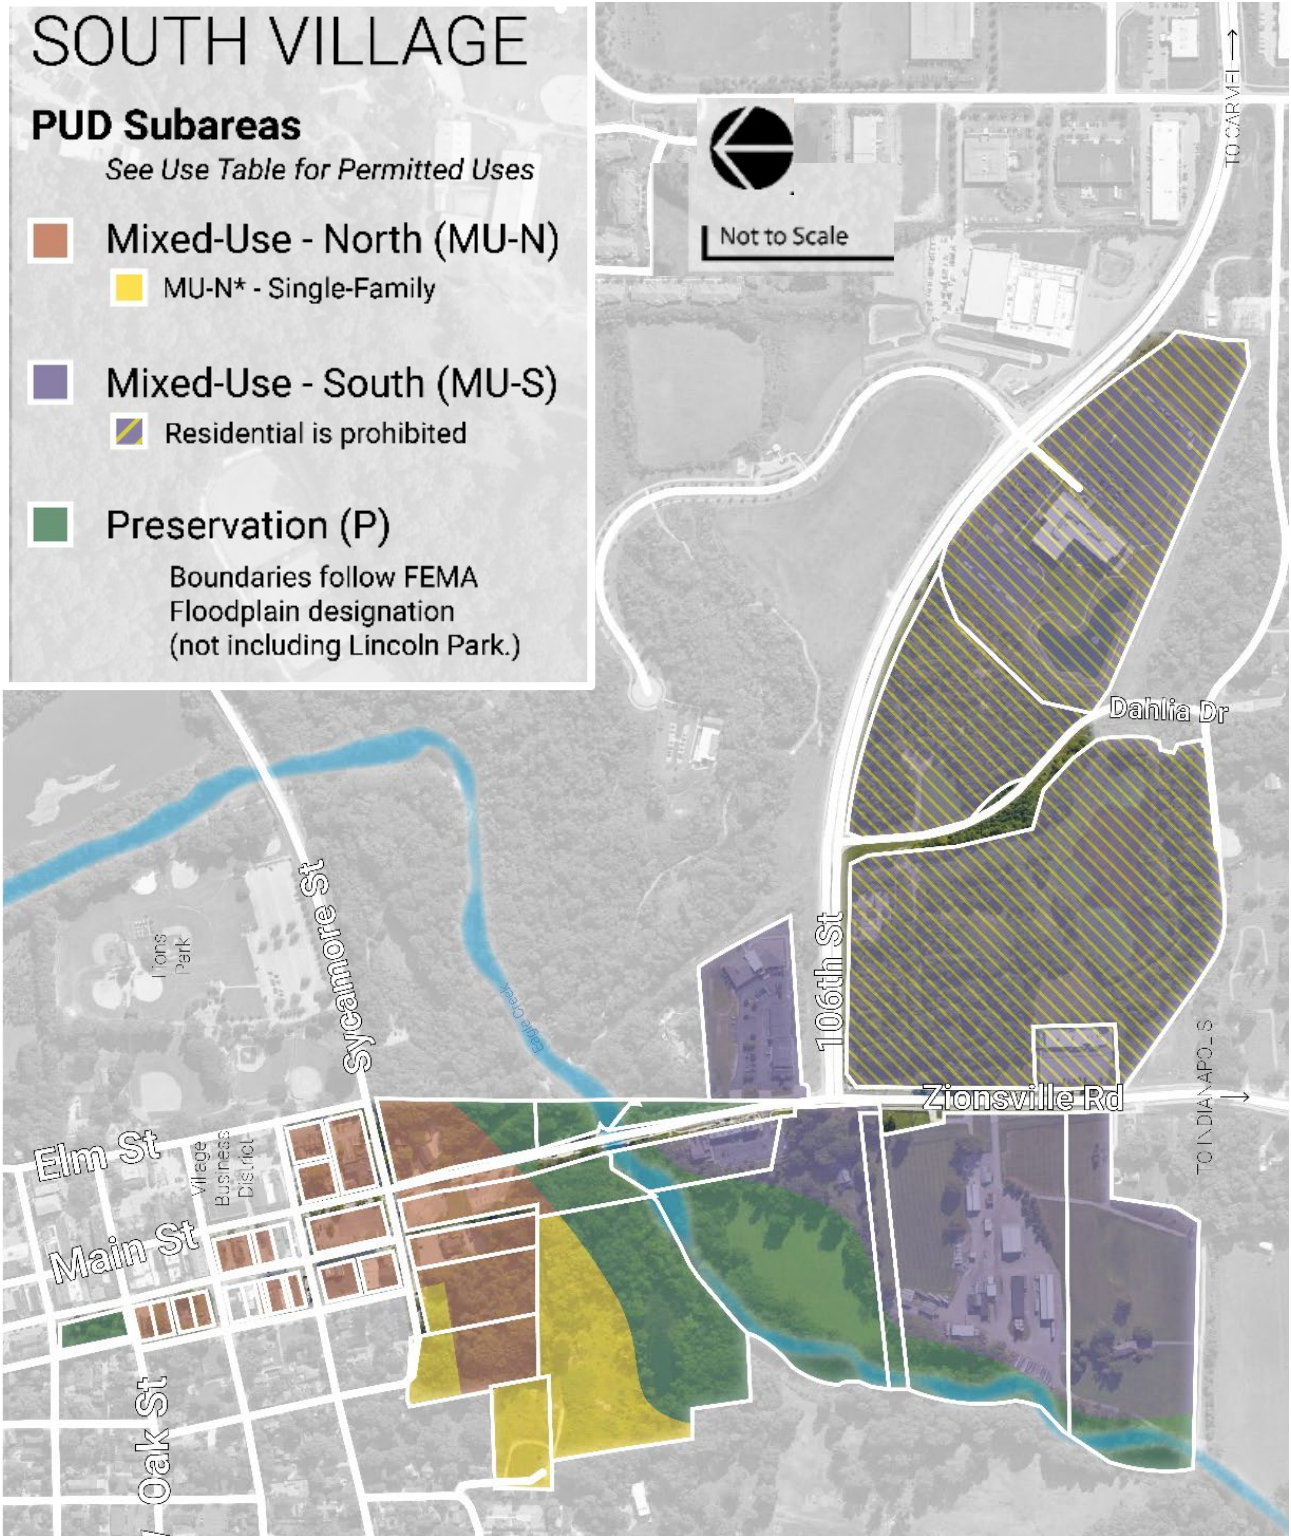 SOUTH VILLAGE
PUD Subareas
See Use Table for Permitted Uses
Mixed-Use - North (MU-N)
MU-N* - Single-Family
Mixed-Use - South (MU-S)
Residential is prohibited
Preservation (P)
Boundaries follow FEMA
Floodplain designation
(not including Lincoln Park.)
Not to Scale
TO CARMEL
Dahlia Dr
Sycamore St
Lions
Park
Eagle Creek
106th St
Zionsville Rd
TO INDIANAPOLIS
Elm St
Village
Business
District
Main St
Oak St